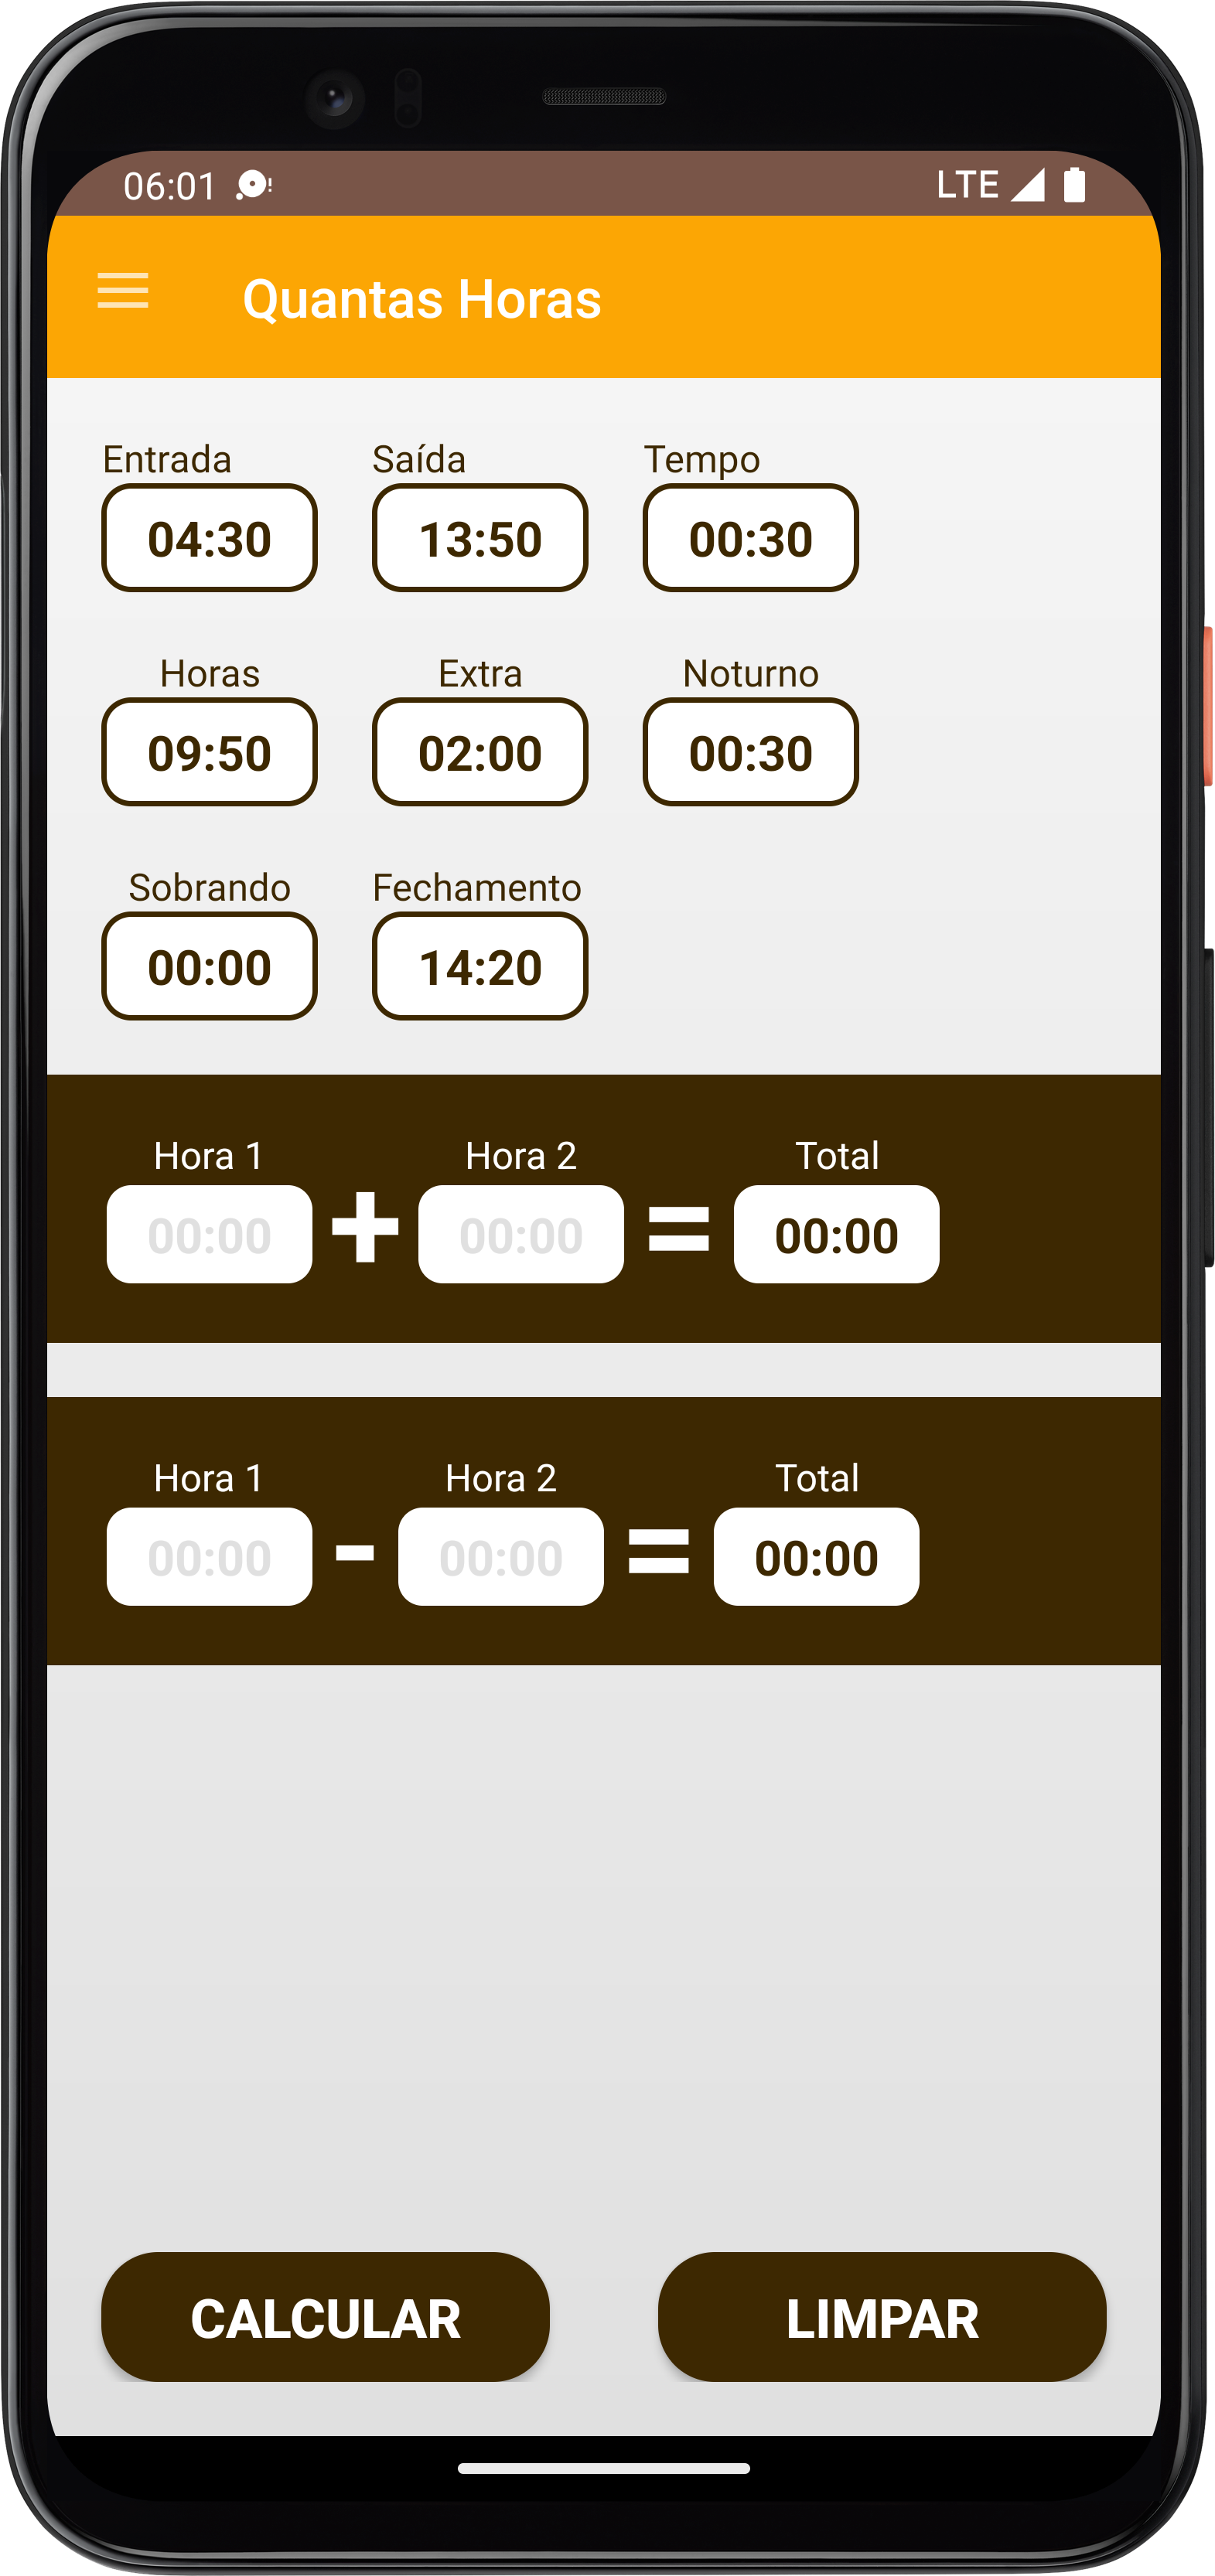 06:01 LTE
Quantas Horas
Entrada Saída Tempo
04:30 13:50 00:30
Horas Extra Noturno
09:50 02:00 00:30
Sobrando Fechamento
00:00 14:20
Hora 1 Hora 2 Total
00:00 + 00:00 = 00:00
Hora 1 Hora 2 Total
00:00 - 00:00 = 00:00
CALCULAR LIMPAR